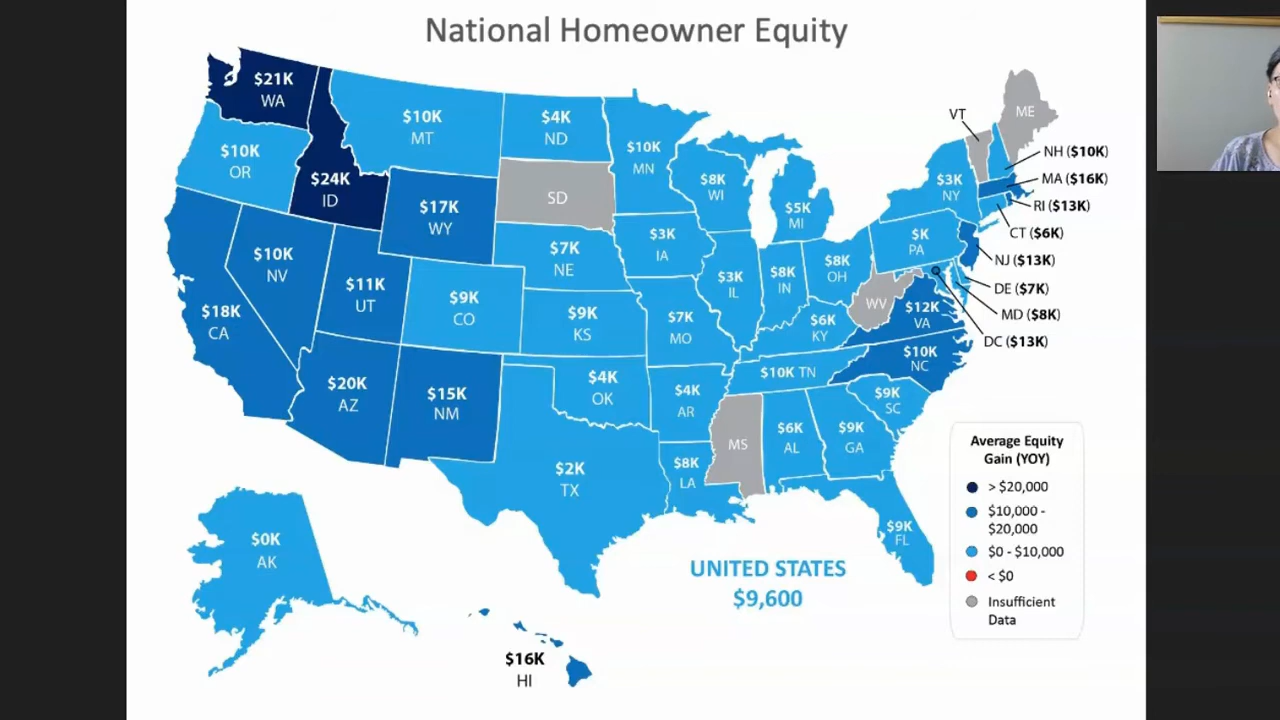 National Homeowner Equity
$21K
WA
$10K
MT
$4K
ND
$10K
MN
VT
ME
$10K
OR
$24K
ID
$17K
WY
SD
$8K
WI
$5K
MI
$3K
NY
NH ($10K)
MA ($16K)
RI ($13K)
CT ($6K)
NJ ($13K)
DE ($7K)
MD ($8K)
DC ($13K)
$10K
NV
$11K
UT
$9K
CO
$7K
NE
$3K
IA
$3K
IL
$8K
IN
$8K
OH
$K
PA
WV
$12K
VA
$18K
CA
$9K
KS
$7K
MO
$6K
KY
$10K
NC
$20K
AZ
$15K
NM
$4K
OK
$4K
AR
$10K TN
$9K
SC
$2K
TX
$8K
LA
MS
$6K
AL
$9K
GA
$9K
FL
$0K
AK
$16K
HI
UNITED STATES
$9,600
Average Equity
Gain (YOY)
> $20,000
$10,000 -
$20,000
$0 - $10,000
< $0
Insufficient
Data